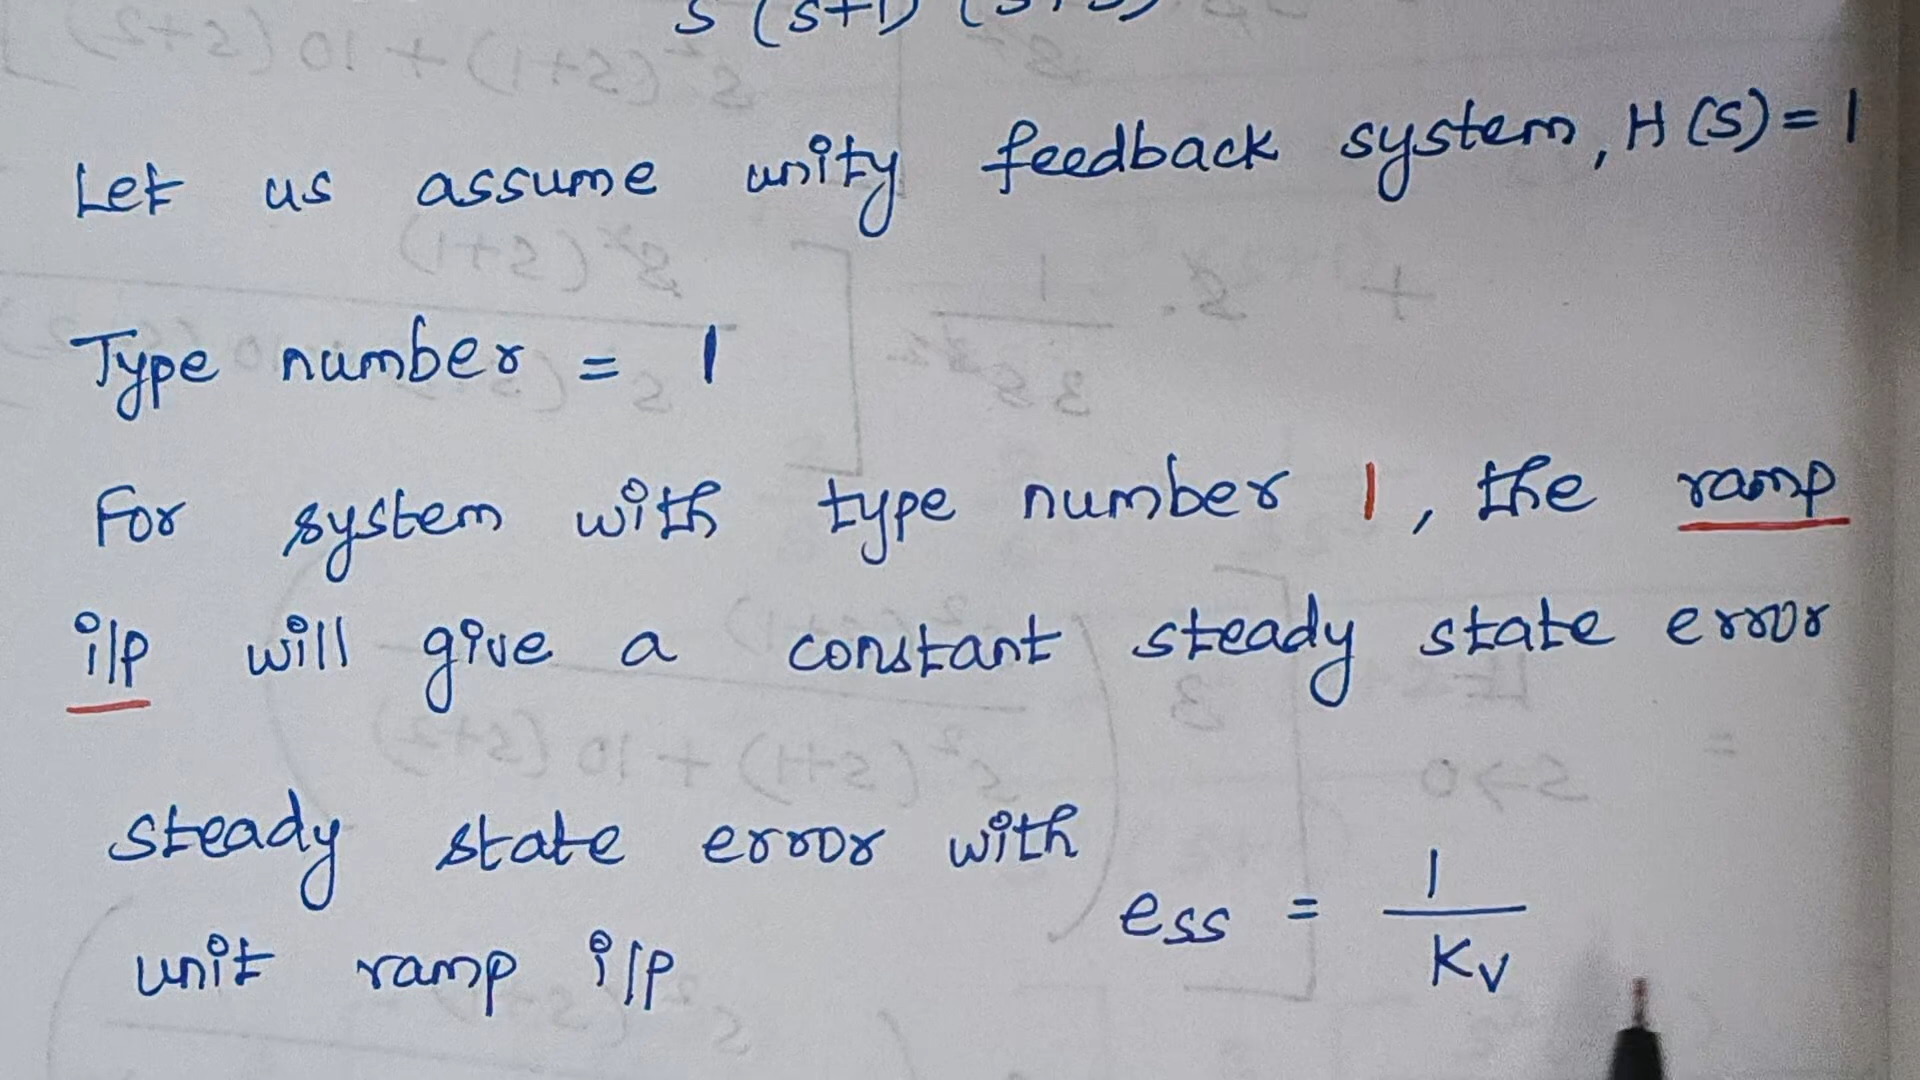 s (s+1) (s+
Let us assume unity feedback system, H(s) = 1
Type number = 1
For system with type number 1, the ramp
i/p will give a constant steady state error
steady state error with
unit ramp i/p
ess = 1/Kv